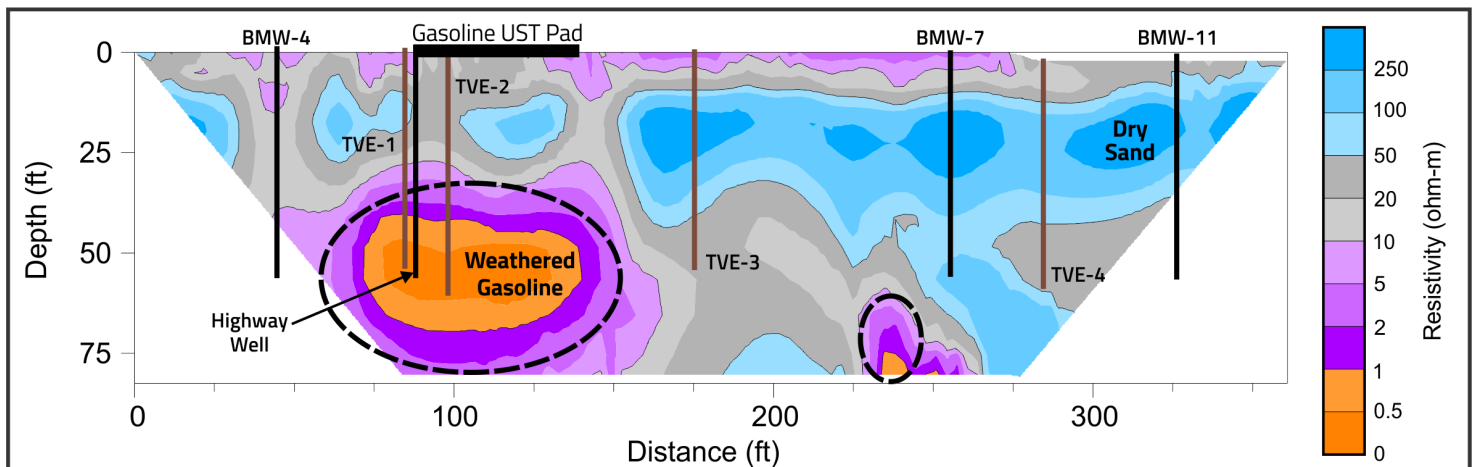 Gasoline UST Pad
BMW-4
BMW-7
BMW-11
TVE-2
TVE-1
Dry
Sand
Weathered
Gasoline
TVE-3
TVE-4
Highway
Well
0
25
50
75
Depth (ft)
0
100
200
300
Distance (ft)
250
100
50
20
10
5
2
1
0.5
0
Resistivity (ohm-m)